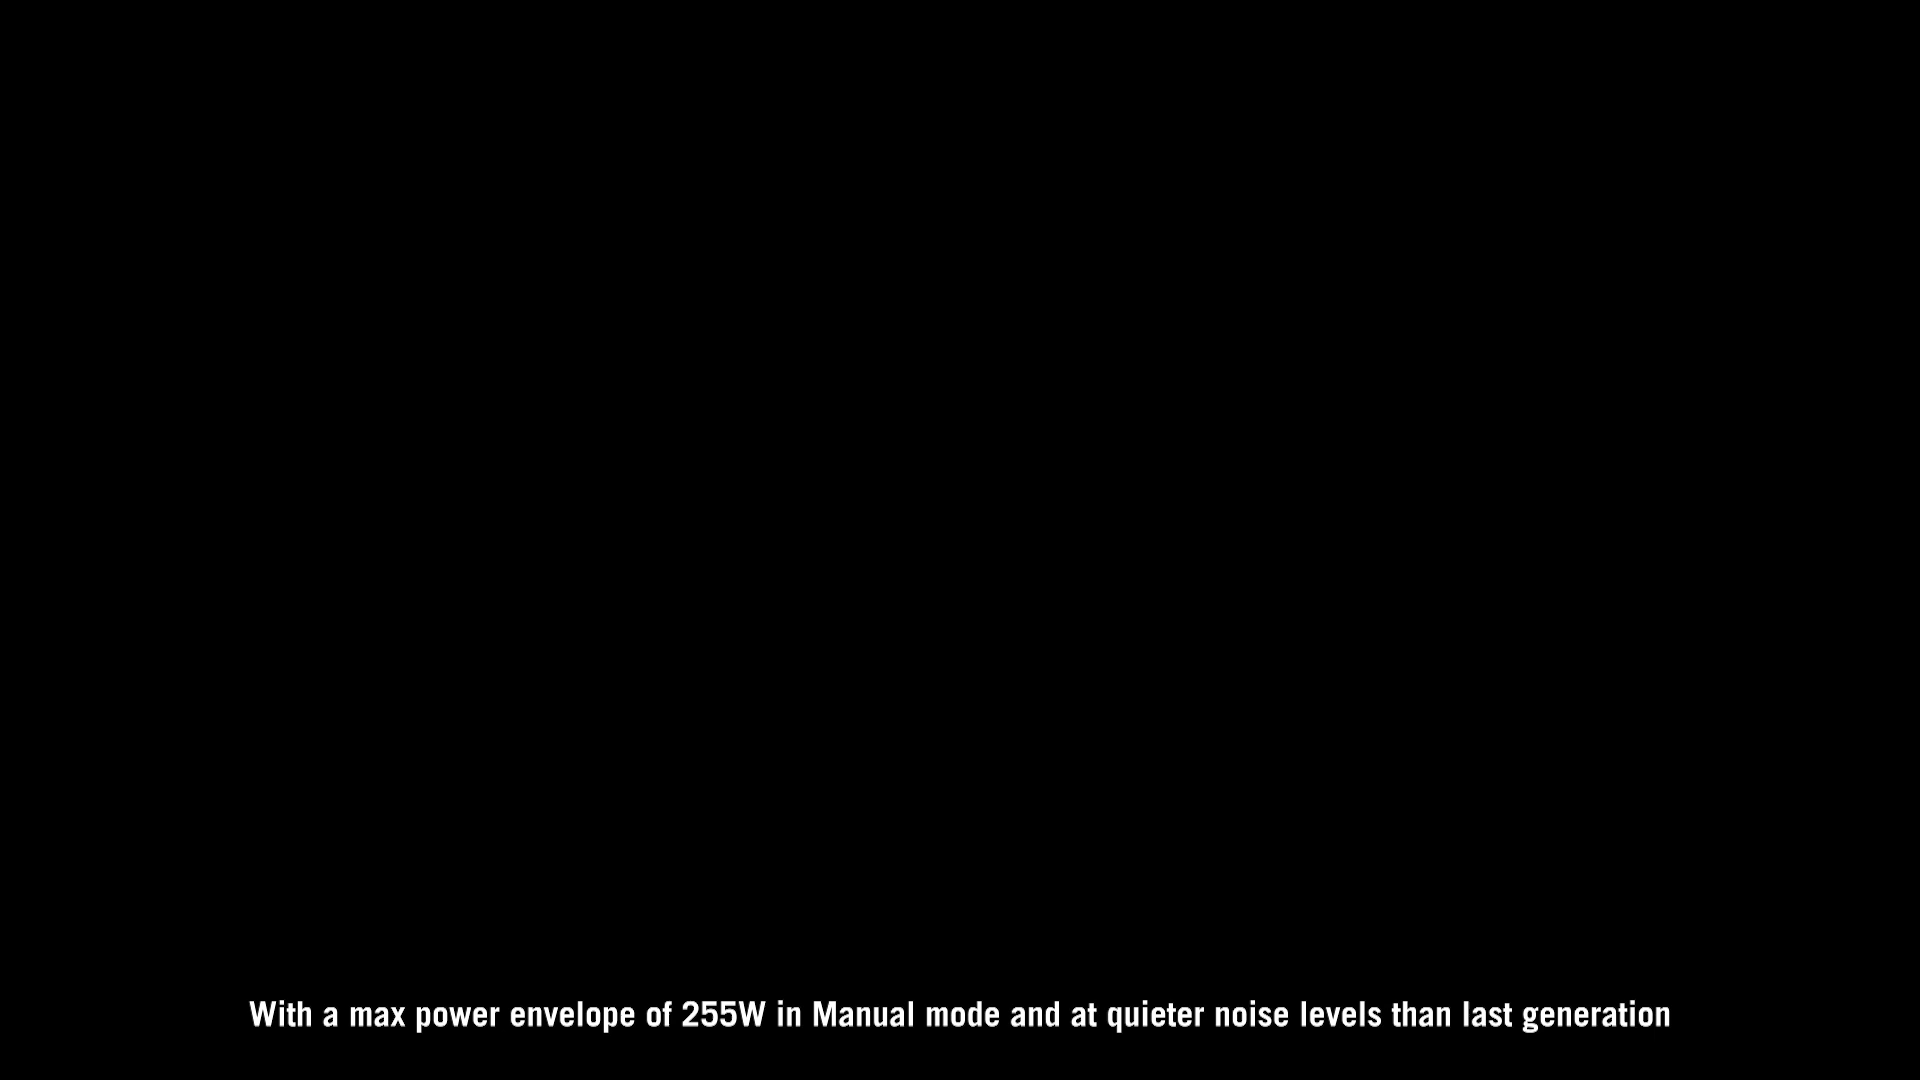 With a max power envelope of 255W in Manual mode and at quieter noise levels than last generation